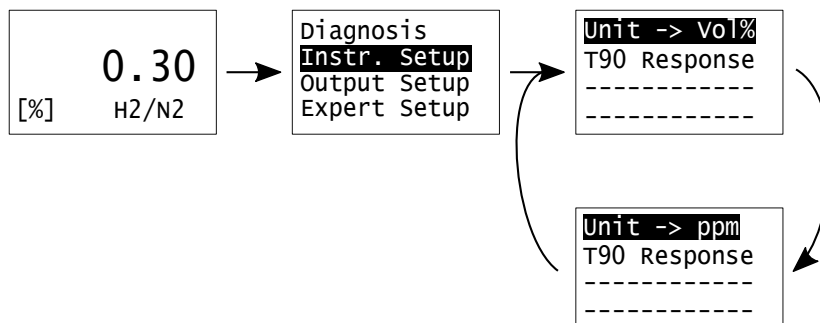 0.30
[%] H2/N2
Diagnosis
Instr. Setup
Output Setup
Expert Setup
Unit -> Vol%
T90 Response
------------
------------
Unit -> ppm
T90 Response
------------
------------